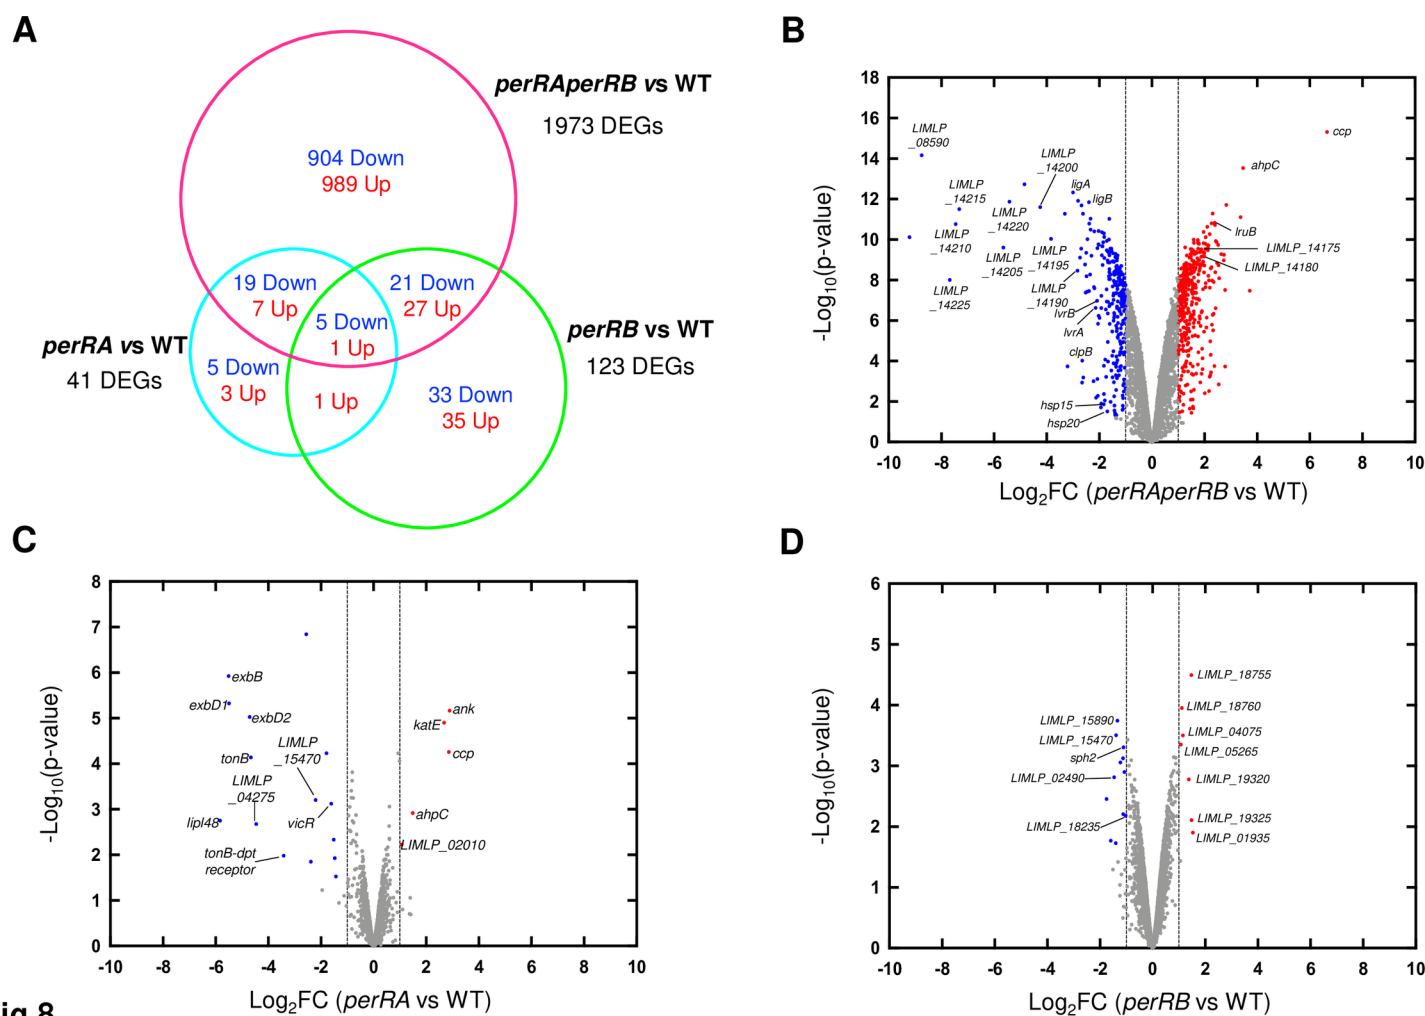 A
perRAperRB vs WT
1973 DEGs
904 Down
989 Up
19 Down
7 Up
21 Down
27 Up
5 Down
1 Up
perRA vs WT
41 DEGs
perRB vs WT
123 DEGs
5 Down
3 Up
1 Up
33 Down
35 Up
B
18
16
14
12
10
8
6
4
2
0
-Log10(p-value)
LIMLP
_08590
LIMLP
_14200
ccp
ahpC
LIMLP
_14215
ligA
ligB
LIMLP
_14220
LIMLP
_14210
lruB
LIMLP_14175
LIMLP
_14205
LIMLP
_14195
LIMLP_14180
LIMLP
_14225
LIMLP
_14190
lvrB
lvrA
clpB
hsp15
hsp20
-10 -8 -6 -4 -2 0 2 4 6 8 10
Log2FC (perRAperRB vs WT)
C
8
7
6
5
4
3
2
1
0
-Log10(p-value)
exbB
exbD1
exbD2
ank
katE
LIMLP
_15470
tonB
ccp
LIMLP
_04275
lipl48
vicR
ahpC
LIMLP_02010
tonB-dpt
receptor
-10 -8 -6 -4 -2 0 2 4 6 8 10
Log2FC (perRA vs WT)
D
6
5
4
3
2
1
0
-Log10(p-value)
LIMLP_18755
LIMLP_18760
LIMLP_15890
LIMLP_04075
LIMLP_15470
LIMLP_05265
sph2
LIMLP_02490
LIMLP_19320
LIMLP_18235
LIMLP_19325
LIMLP_01935
-10 -8 -6 -4 -2 0 2 4 6 8 10
Log2FC (perRB vs WT)
ig 8